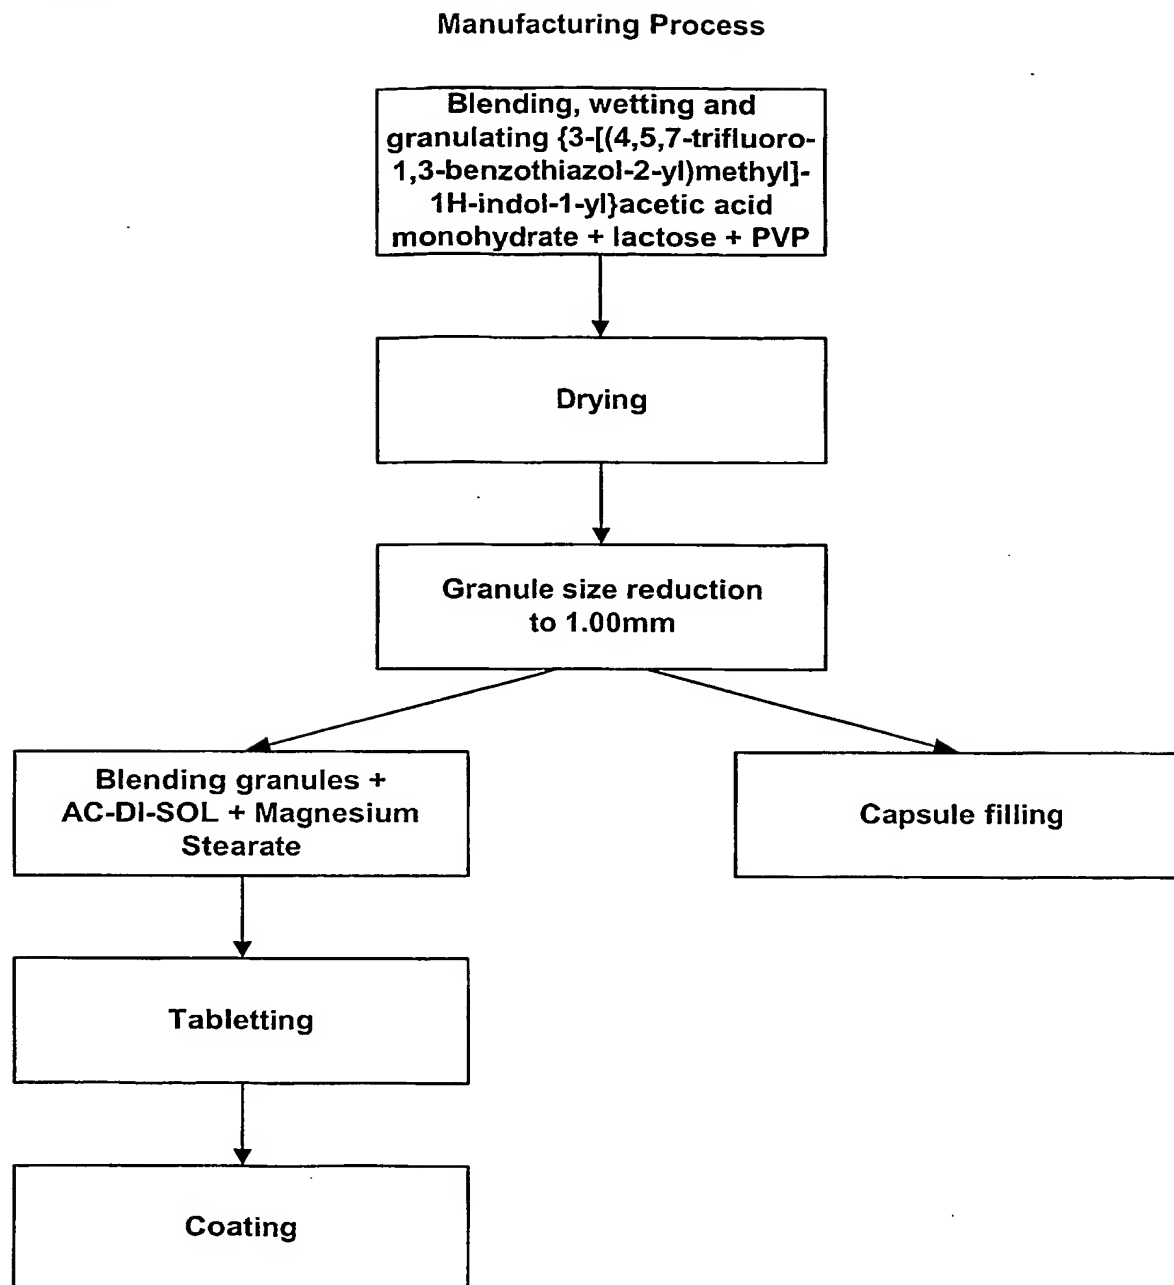 Manufacturing Process
Blending, wetting and
granulating {3-[(4,5,7-trifluoro-
1,3-benzothiazol-2-yl)methyl]-
1H-indol-1-yl}acetic acid
monohydrate + lactose + PVP
Drying
Granule size reduction
to 1.00mm
Blending granules +
AC-DI-SOL + Magnesium
Stearate
Capsule filling
Tabletting
Coating